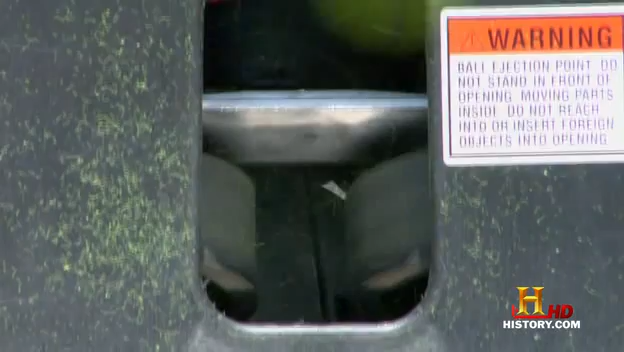 WARNING
BALL EJECTION POINT DO
NOT STAND IN FRONT OF
OPENING MOVING PARTS
INSIDE DO NOT REACH
INTO OR INSERT FOREIGN
OBJECTS INTO OPENING
H HD
HISTORY.COM